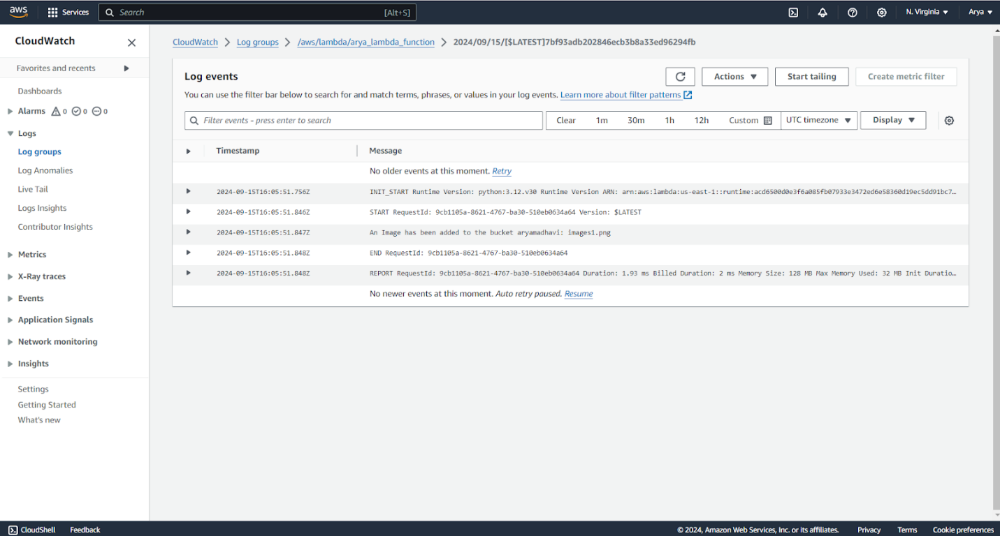 aws Services Search [Alt+S] N. Virginia Arya
CloudWatch
Favorites and recents
Dashboards
Alarms 0 0 0
Logs
Log groups
Log Anomalies
Live Tail
Logs Insights
Contributor Insights
Metrics
X-Ray traces
Events
Application Signals
Network monitoring
Insights
Settings
Getting Started
What's new
CloudWatch Log groups /aws/lambda/arya_lambda_function 2024/09/15/[$LATEST]7bf93adb202846ecb3b8a33ed96294fb
Log events Actions Start tailing Create metric filter
You can use the filter bar below to search for and match terms, phrases, or values in your log events. Learn more about filter patterns
Filter events - press enter to search Clear 1m 30m 1h 12h Custom UTC timezone Display
Timestamp Message
No older events at this moment. Retry
2024-09-15T16:05:51.756Z INIT_START Runtime Version: python:3.12.v30 Runtime Version ARN: arn:aws:lambda:us-east-1::runtime:acd6500d0e3f6a085fb07933e3472ed6e58360d19ec5dd91bc7…
2024-09-15T16:05:51.846Z START RequestId: 9cb1105a-8621-4767-ba30-510eb0634a64 Version: $LATEST
2024-09-15T16:05:51.847Z An Image has been added to the bucket aryamadhavi: images1.png
2024-09-15T16:05:51.848Z END RequestId: 9cb1105a-8621-4767-ba30-510eb0634a64
2024-09-15T16:05:51.848Z REPORT RequestId: 9cb1105a-8621-4767-ba30-510eb0634a64 Duration: 1.93 ms Billed Duration: 2 ms Memory Size: 128 MB Max Memory Used: 32 MB Init Duratio…
No newer events at this moment. Auto retry paused. Resume
CloudShell Feedback © 2024, Amazon Web Services, Inc. or its affiliates. Privacy Terms Cookie preferences